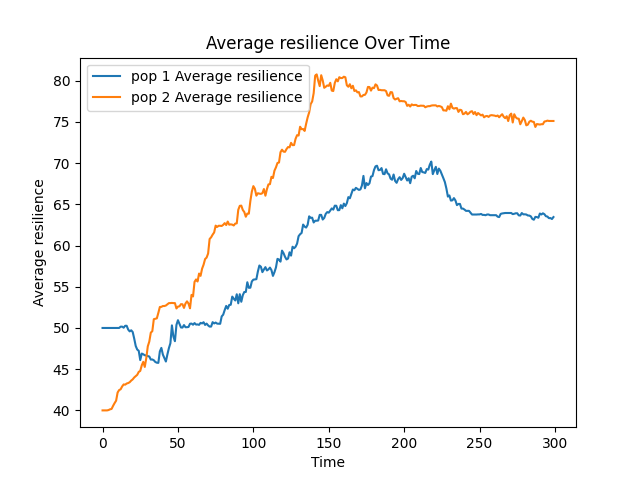 Average resilience Over Time
pop 1 Average resilience
pop 2 Average resilience
Average resilience
80
75
70
65
60
55
50
45
40
0 50 100 150 200 250 300
Time